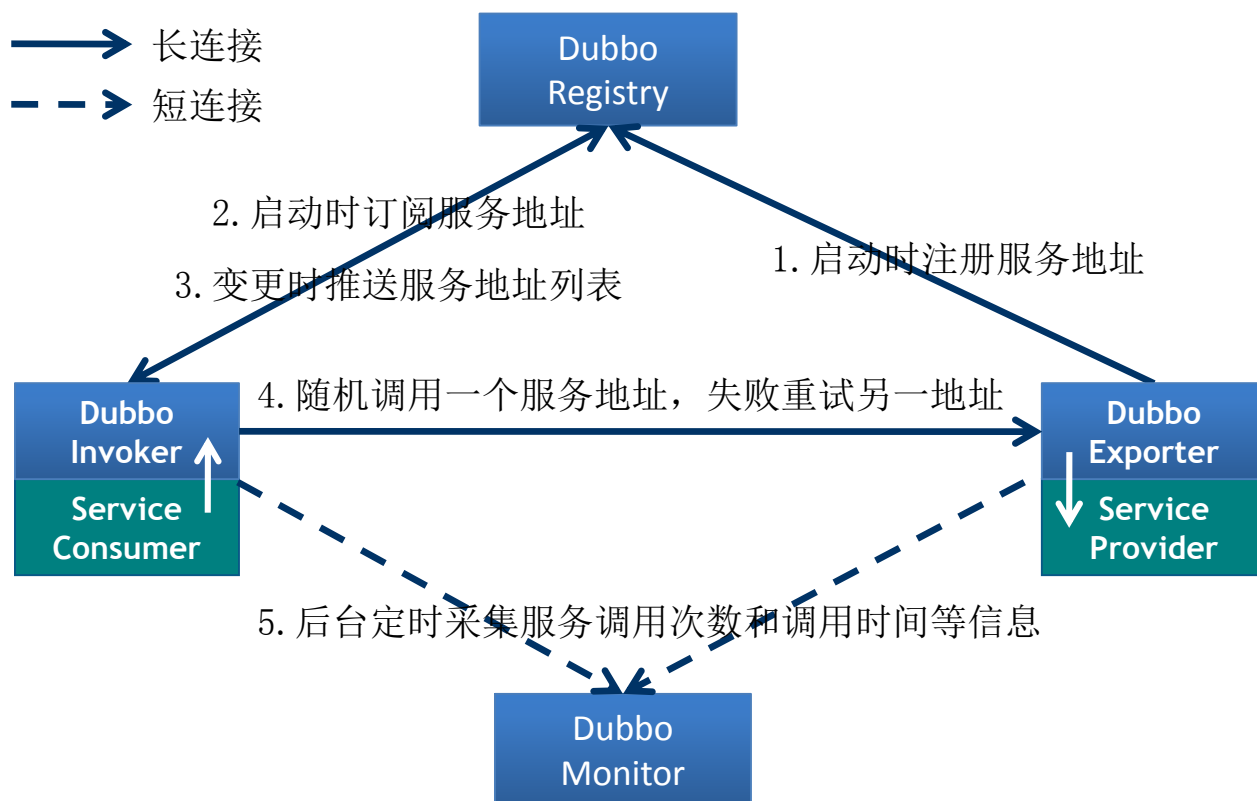 长连接
短连接
Dubbo
Registry
2.启动时订阅服务地址
1.启动时注册服务地址
3.变更时推送服务地址列表
4.随机调用一个服务地址，失败重试另一地址
Dubbo
Invoker
Service
Consumer
Dubbo
Exporter
Service
Provider
5.后台定时采集服务调用次数和调用时间等信息
Dubbo
Monitor